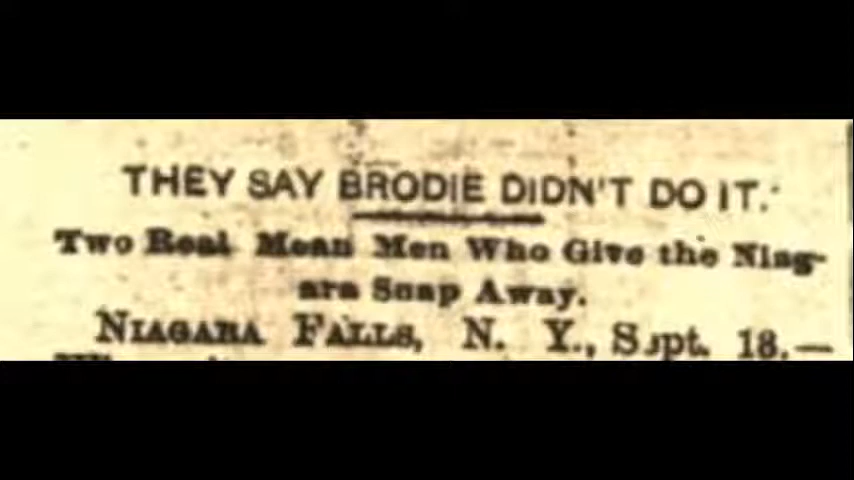 THEY SAY BRODIE DIDN'T DO IT.
Two Real Mean Men Who Give the Niag-
ara Snap Away.
NIAGARA FALLS, N. Y., Sept. 18.—